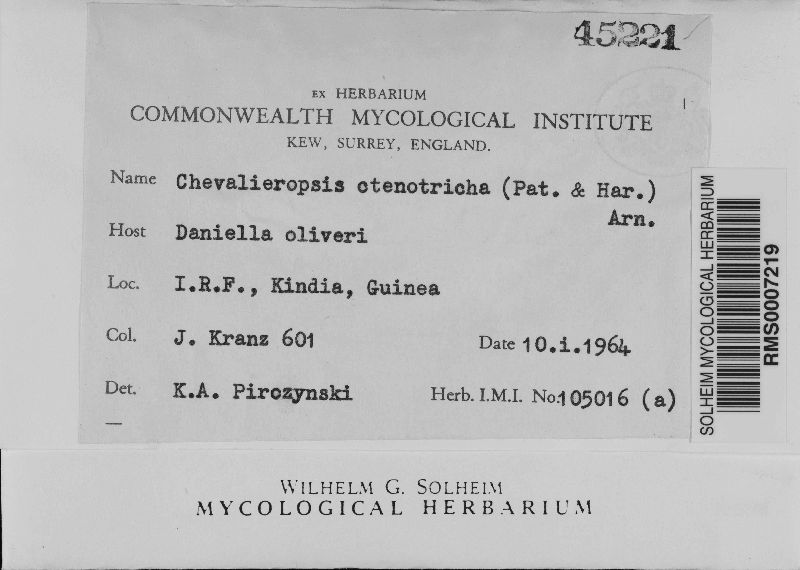 45221
EX HERBARIUM
COMMONWEALTH MYCOLOGICAL INSTITUTE
KEW, SURREY, ENGLAND.
Name Chevalieropsis ctenotricha (Pat. & Har.)
Arn.
Host Daniella oliveri
Loc. I.R.F., Kindia, Guinea
Col. J. Kranz 601 Date 10.i.1964
Det. K.A. Pirozynski Herb. I.M.I. No. 105016 (a)
SOLHEIM MYCOLOGICAL HERBARIUM
RMS0007219
WILHELM G. SOLHEIM
MYCOLOGICAL HERBARIUM